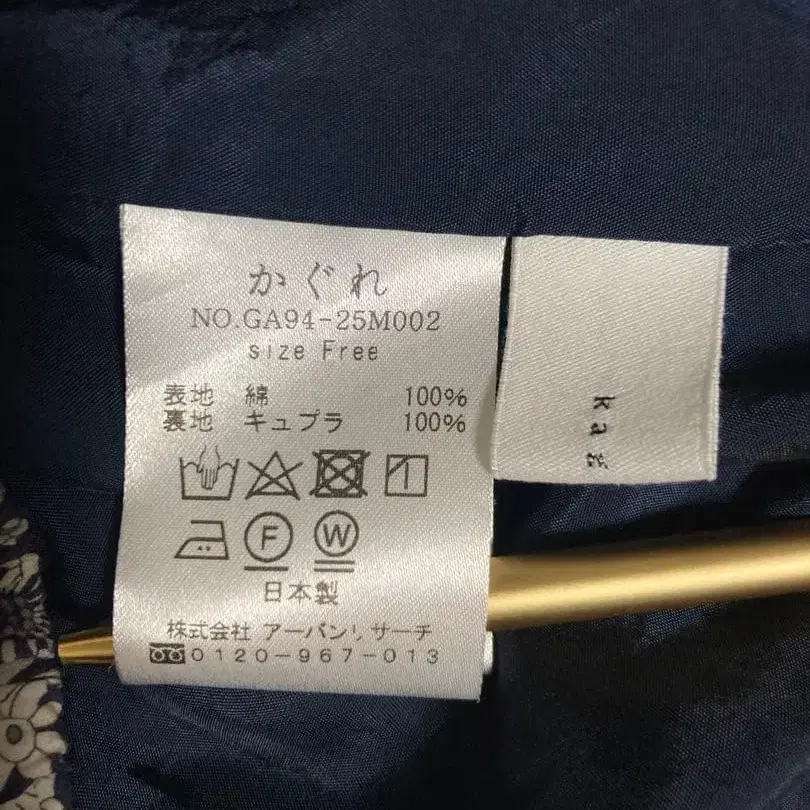 かぐれ
NO.GA94-25M002
size Free
表地 綿 100%
裏地 キュプラ 100%
F W
日本製
株式会社 アーバンリサーチ
0120-967-013
kag